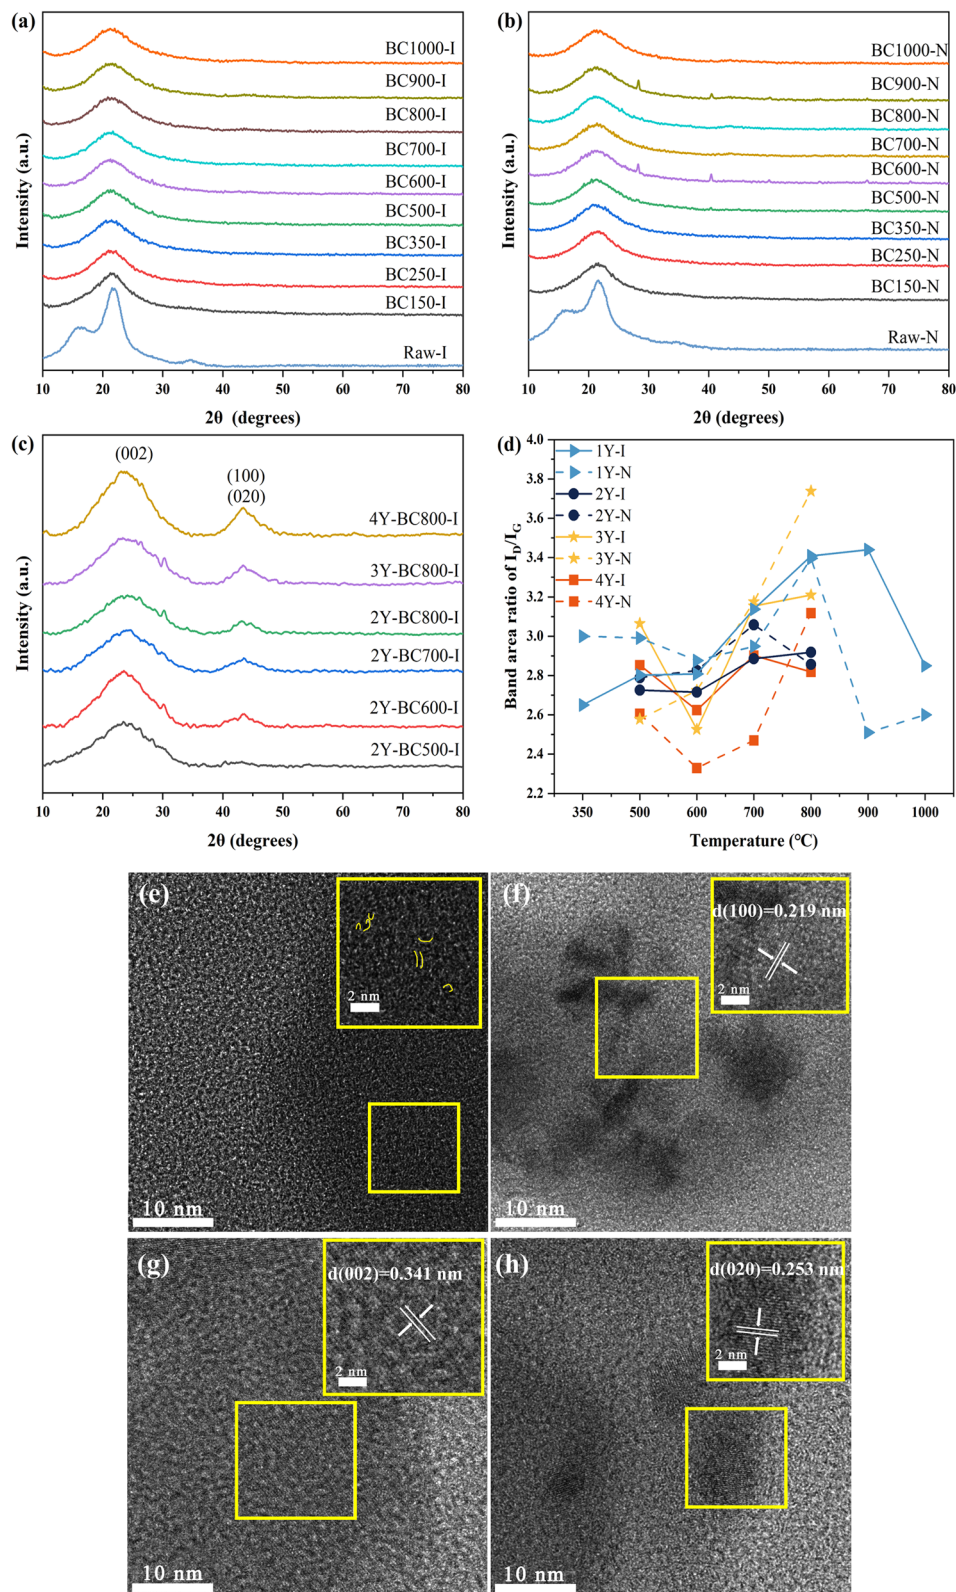 (a)
BC1000-I
BC900-I
BC800-I
BC700-I
BC600-I
BC500-I
BC350-I
BC250-I
BC150-I
Raw-I
Intensity (a.u.)
10 20 30 40 50 60 70 80
2θ (degrees)
(b)
BC1000-N
BC900-N
BC800-N
BC700-N
BC600-N
BC500-N
BC350-N
BC250-N
BC150-N
Raw-N
Intensity (a.u.)
10 20 30 40 50 60 70 80
2θ (degrees)
(c)
(002)
(100)
(020)
4Y-BC800-I
3Y-BC800-I
2Y-BC800-I
2Y-BC700-I
2Y-BC600-I
2Y-BC500-I
Intensity (a.u.)
10 20 30 40 50 60 70 80
2θ (degrees)
(d)
4.0
3.8
3.6
3.4
3.2
3.0
2.8
2.6
2.4
2.2
Band area ratio of I_D/I_G
1Y-I
1Y-N
2Y-I
2Y-N
3Y-I
3Y-N
4Y-I
4Y-N
350 500 600 700 800 900 1000
Temperature (°C)
(e)
2 nm
10 nm
(f)
d(100)=0.219 nm
2 nm
10 nm
(g)
d(002)=0.341 nm
2 nm
10 nm
(h)
d(020)=0.253 nm
2 nm
10 nm